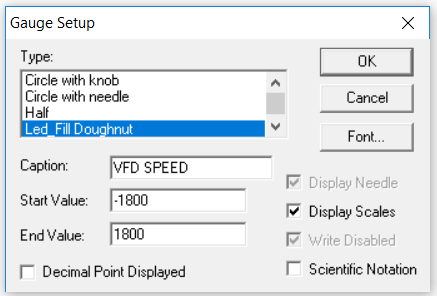 Gauge Setup
Type:
Circle with knob
Circle with needle
Half
Led_Fill Doughnut
OK
Cancel
Font...
Caption:
VFD SPEED
Display Needle
Start Value:
-1800
Display Scales
End Value:
1800
Write Disabled
Decimal Point Displayed
Scientific Notation